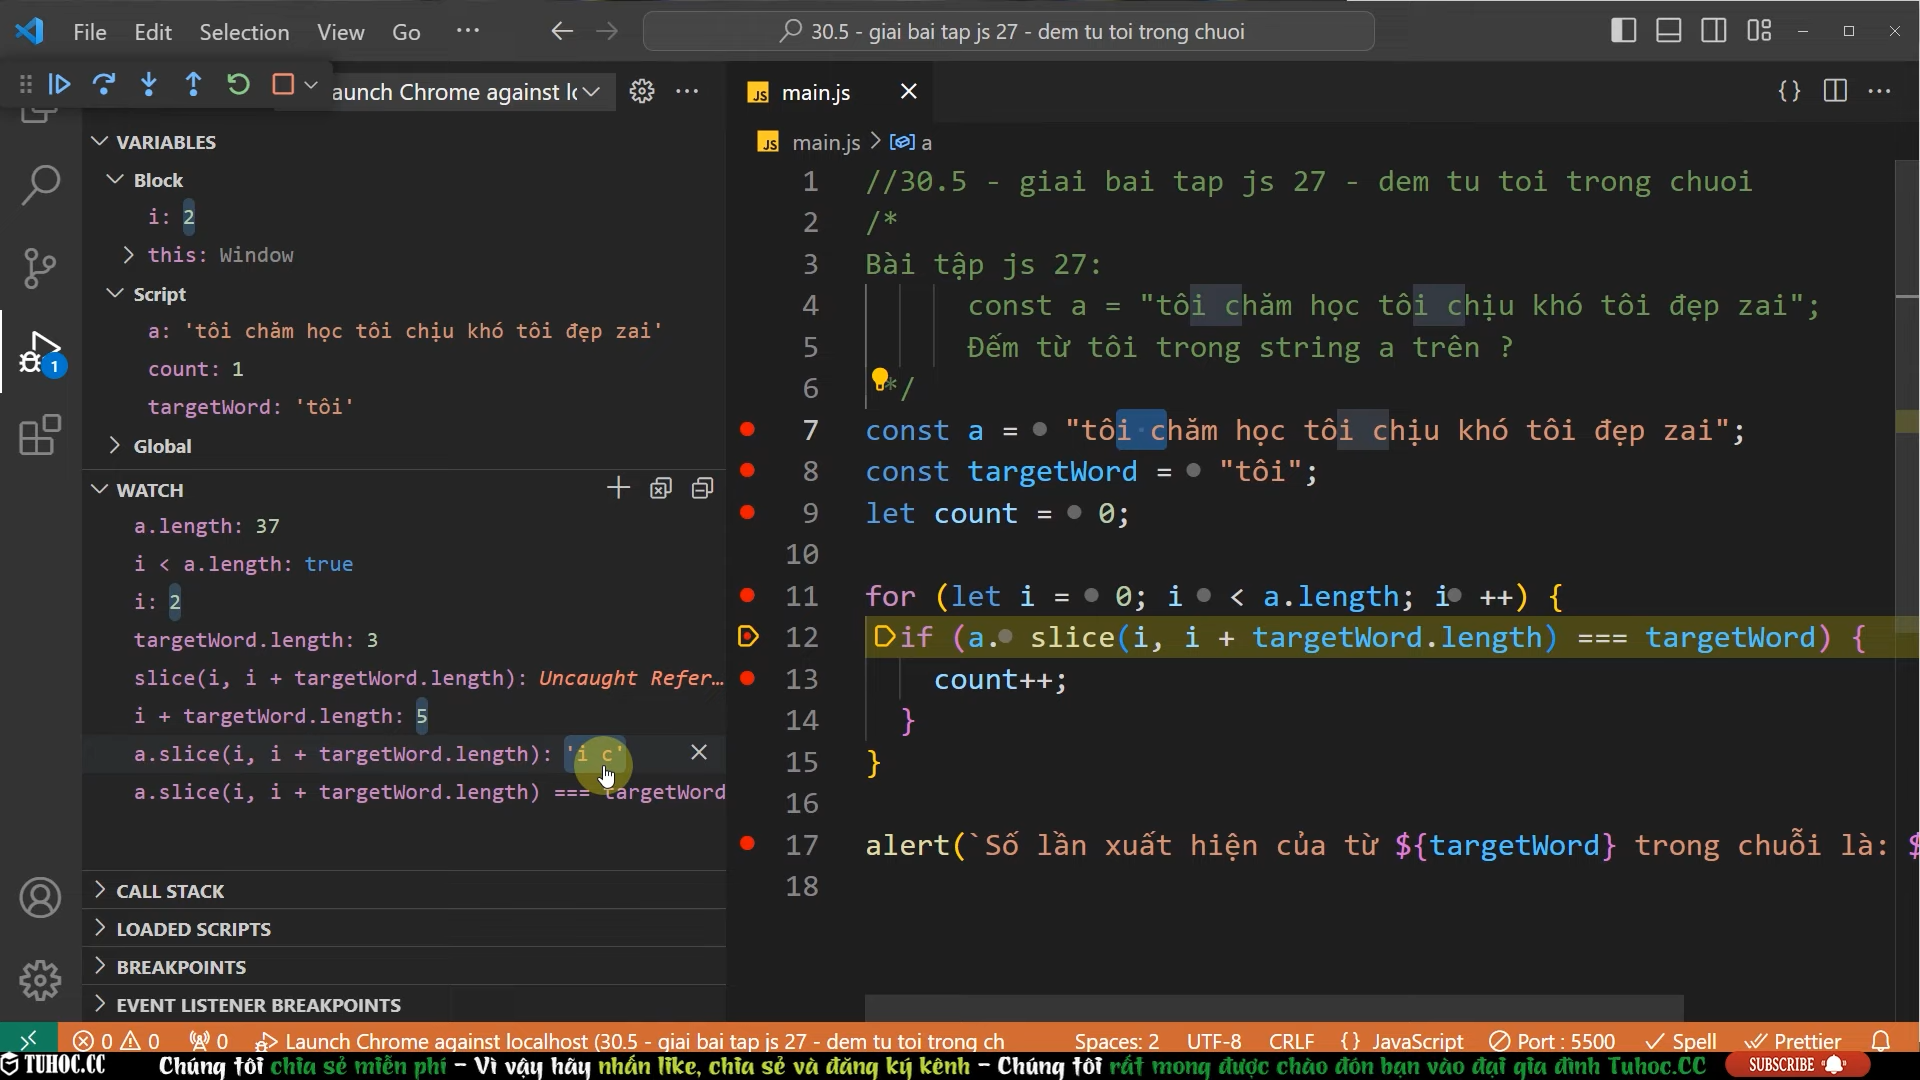 File Edit Selection View Go ···
30.5 - giai bai tap js 27 - dem tu toi trong chuoi
main.js
main.js > a
VARIABLES
Block
i: 2
this: Window
Script
a: 'tôi chăm học tôi chịu khó tôi đẹp zai'
count: 1
targetWord: 'tôi'
Global
WATCH
a.length: 37
i < a.length: true
i: 2
targetWord.length: 3
slice(i, i + targetWord.length): Uncaught Refer…
i + targetWord.length: 5
a.slice(i, i + targetWord.length): 'i c'
a.slice(i, i + targetWord.length) === targetWord
CALL STACK
LOADED SCRIPTS
BREAKPOINTS
EVENT LISTENER BREAKPOINTS
1 //30.5 - giai bai tap js 27 - dem tu toi trong chuoi
2 /*
3 Bài tập js 27:
4 const a = "tôi chăm học tôi chịu khó tôi đẹp zai";
5 Đếm từ tôi trong string a trên ?
6 */
7 const a = "tôi chăm học tôi chịu khó tôi đẹp zai";
8 const targetWord = "tôi";
9 let count = 0;
10
11 for (let i = 0; i < a.length; i ++) {
12 if (a. slice(i, i + targetWord.length) === targetWord) {
13 count++;
14 }
15 }
16
17 alert(`Số lần xuất hiện của từ ${targetWord} trong chuỗi là: $
18
0 0 0 Launch Chrome against localhost (30.5 - giai bai tap js 27 - dem tu toi trong ch Spaces: 2 UTF-8 CRLF {} JavaScript Port : 5500 Spell Prettier
TUHOC.CC Chúng tôi chia sẻ miễn phí - Vì vậy hãy nhấn like, chia sẻ và đăng ký kênh - Chúng tôi rất mong được chào đón bạn vào đại gia đình Tuhoc.CC SUBSCRIBE